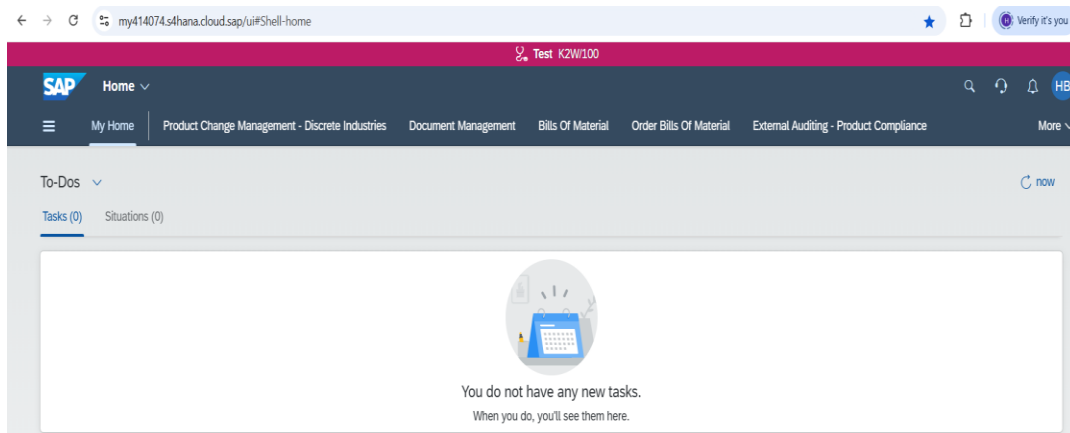 my414074.s4hana.cloud.sap/ui#Shell-home
H Verify it's you
Test K2W/100
SAP Home HB
My Home Product Change Management - Discrete Industries Document Management Bills Of Material Order Bills Of Material External Auditing - Product Compliance More
To-Dos now
Tasks (0) Situations (0)
You do not have any new tasks.
When you do, you'll see them here.